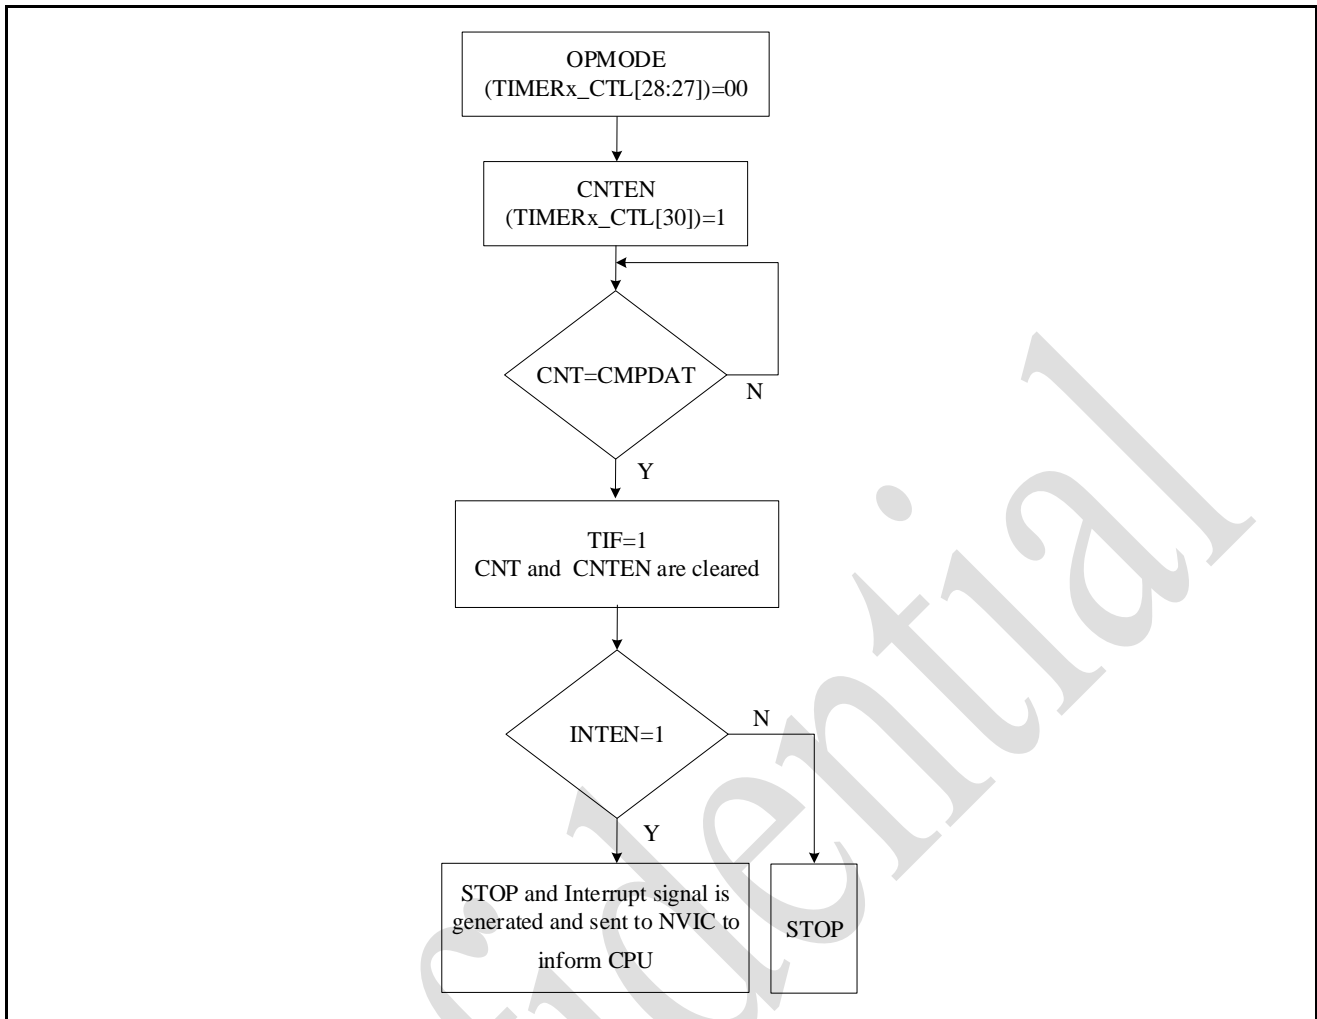 OPMODE
(TIMERx_CTL[28:27])=00
CNTEN
(TIMERx_CTL[30])=1
CNT=CMPDAT
N
Y
TIF=1
CNT and CNTEN are cleared
INTEN=1
N
Y
STOP and Interrupt signal is
generated and sent to NVIC to
inform CPU
STOP
fidential